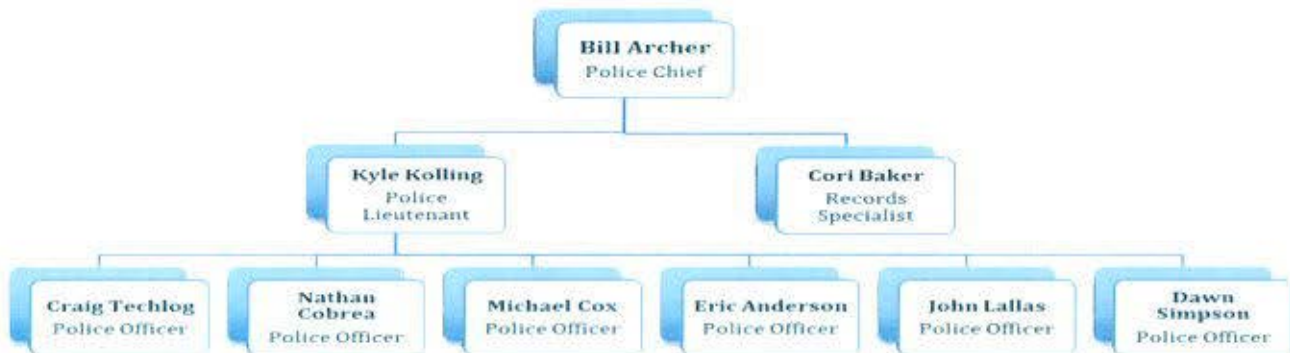 Bill Archer
Police Chief
Kyle Kolling
Police
Lieutenant
Cori Baker
Records
Specialist
Craig Techlog
Police Officer
Nathan
Cobrea
Police Officer
Michael Cox
Police Officer
Eric Anderson
Police Officer
John Lallas
Police Officer
Dawn
Simpson
Police Officer